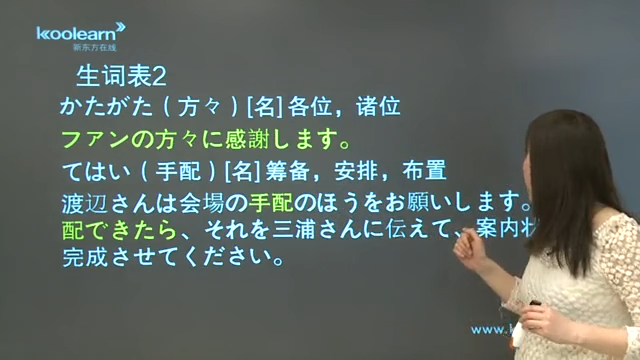 koolearn
新东方在线
生词表2
かたがた（方々）[名]各位，诸位
ファンの方々に感謝します。
てはい（手配）[名]筹备，安排，布置
渡辺さんは会場の手配のほうをお願いします。
配できたら、それを三浦さんに伝えて、案内状
完成させてください。
www.k